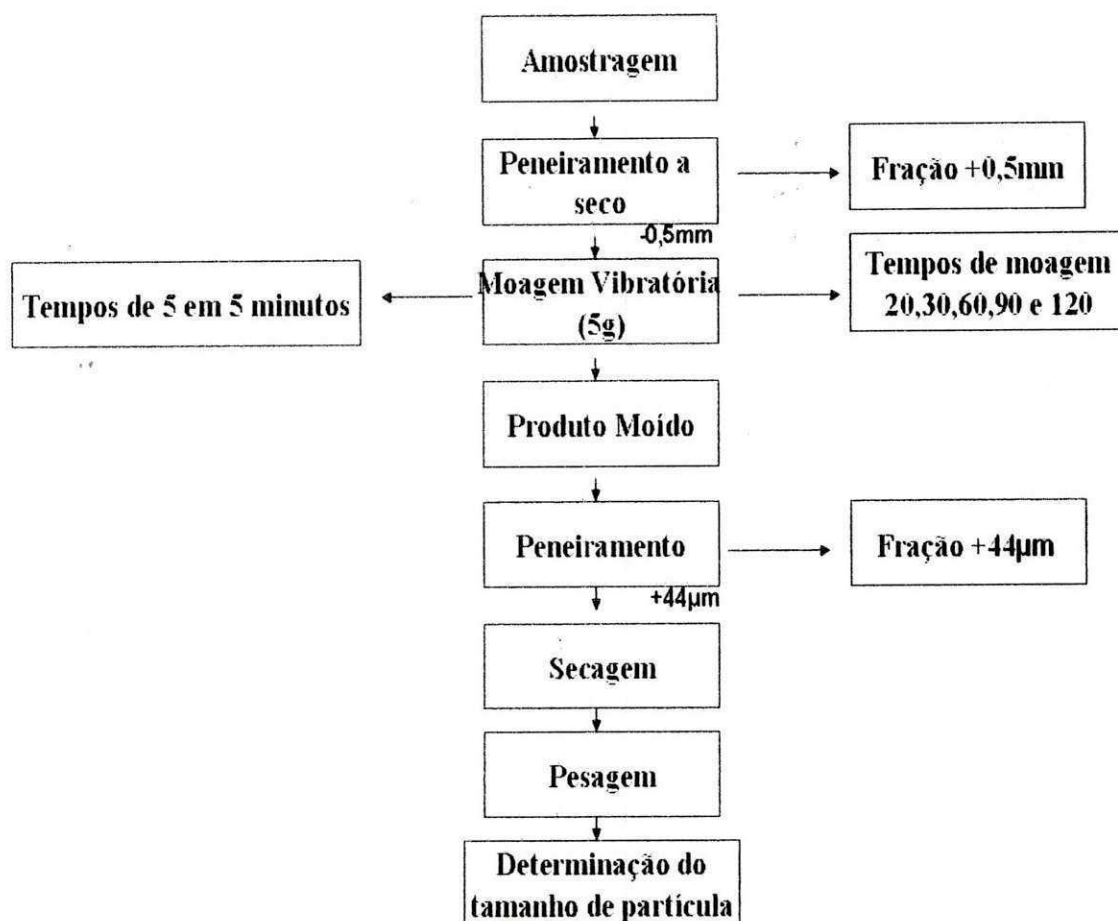 Amostragem
Peneiramento a
seco
Fração +0,5mm
-0,5mm
Tempos de 5 em 5 minutos
Moagem Vibratória
(5g)
Tempos de moagem
20,30,60,90 e 120
Produto Moído
Peneiramento
Fração +44µm
+44µm
Secagem
Pesagem
Determinação do
tamanho de partícula